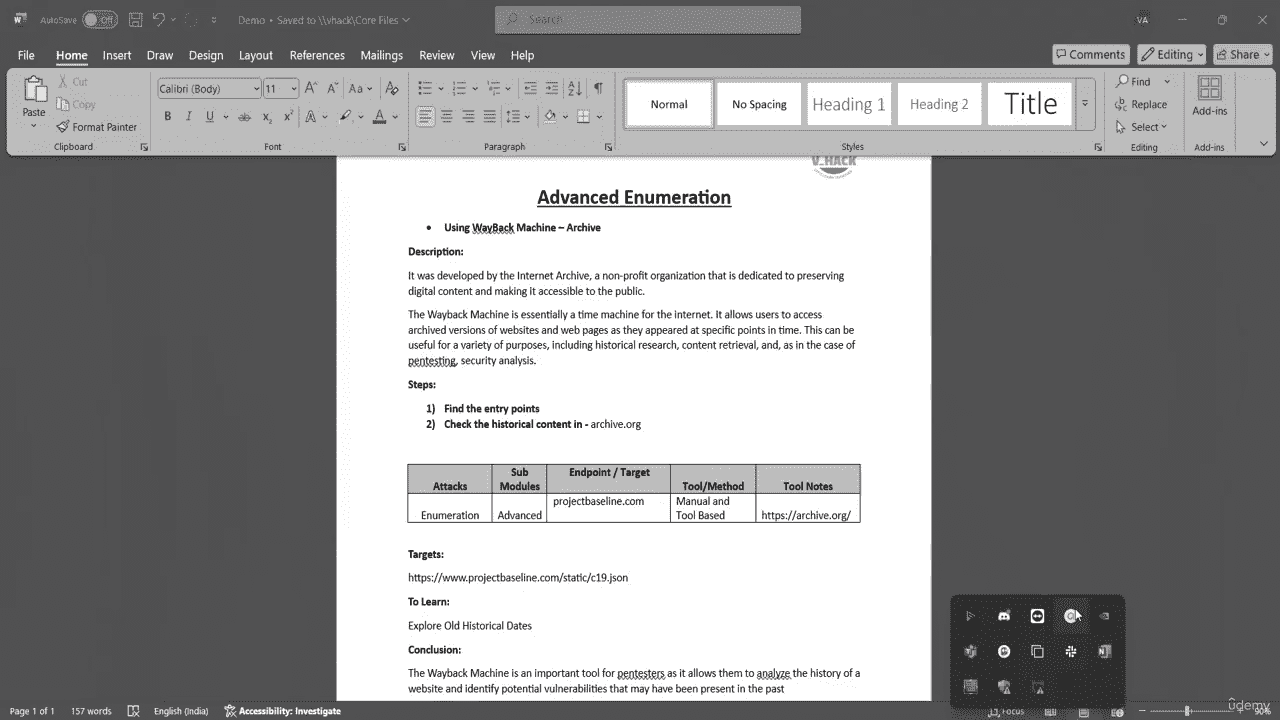 AutoSave Off Sub Module • Saved to \\vhack\C\User Search VA
File Home Insert Draw Design Layout References Mailings Review View Help Comments Editing Share
Paste Cut Copy Format Painter Clipboard
Calibri (Body) 11 Font
Paragraph
Normal No Spacing Heading 1 Heading 2 Title Styles
Find Replace Select Editing
Add-ins Add-ins
V_HACK
Advanced Enumeration
• Using WayBack Machine – Archive
Description:
It was developed by the Internet Archive, a non-profit organization that is dedicated to preserving
digital content and making it accessible to the public.
The Wayback Machine is essentially a time machine for the internet. It allows users to access
archived versions of websites and web pages as they appeared at specific points in time. This can be
useful for a variety of purposes, including historical research, content retrieval, and, as in the case of
pentesting, security analysis.
Steps:
1) Find the entry points
2) Check the historical content in - archive.org
Attacks Sub Modules Endpoint / Target Tool/Method Tool Notes
Enumeration Advanced projectbaseline.com Manual and Tool Based https://archive.org/
Targets:
https://www.projectbaseline.com/static/c19.json
To Learn:
Explore Old Historical Dates
Conclusion:
The Wayback Machine is an important tool for pentesters as it allows them to analyze the history of a
website and identify potential vulnerabilities that may have been present in the past
Page 1 of 1 157 words English (India) Accessibility: Investigate Focus
Udemy